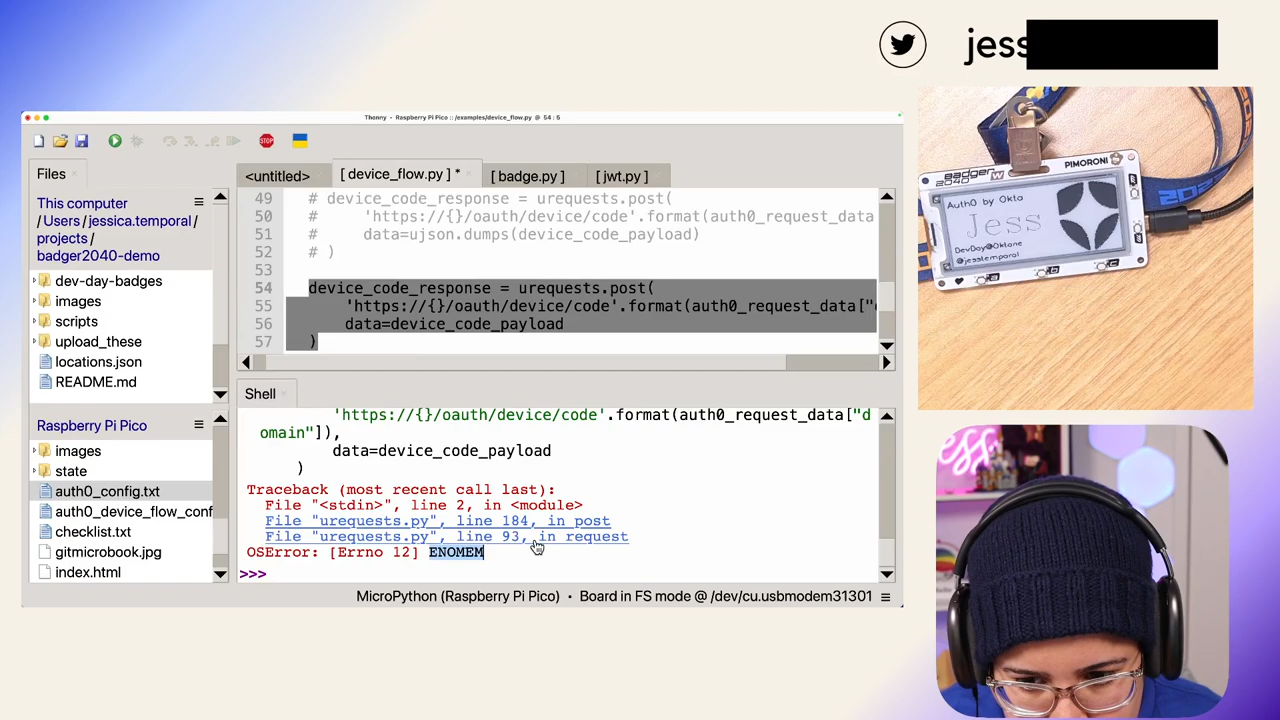 jess
Thonny - Raspberry Pi Pico :: /examples/device_flow.py @ 54 : 5
STOP
Files
This computer
/ Users / jessica.temporal /
projects /
badger2040-demo
dev-day-badges
images
scripts
upload_these
locations.json
README.md
Raspberry Pi Pico
images
state
auth0_config.txt
auth0_device_flow_conf
checklist.txt
gitmicrobook.jpg
index.html
<untitled>
[ device_flow.py ] *
[ badge.py ]
[ jwt.py ]
49 # device_code_response = urequests.post(
50 # 'https://{}/oauth/device/code'.format(auth0_request_data
51 # data=ujson.dumps(device_code_payload)
52 # )
53
54 device_code_response = urequests.post(
55 'https://{}/oauth/device/code'.format(auth0_request_data["
56 data=device_code_payload
57 )
Shell
'https://{}/oauth/device/code'.format(auth0_request_data["d
omain"]),
data=device_code_payload
)
Traceback (most recent call last):
File "<stdin>", line 2, in <module>
File "urequests.py", line 184, in post
File "urequests.py", line 93, in request
OSError: [Errno 12] ENOMEM
>>>
MicroPython (Raspberry Pi Pico) • Board in FS mode @ /dev/cu.usbmodem31301
PIMORONI
badger
2040 W
Auth0 by Okta
Jess
DevDay@Oktane
@jesstemporal